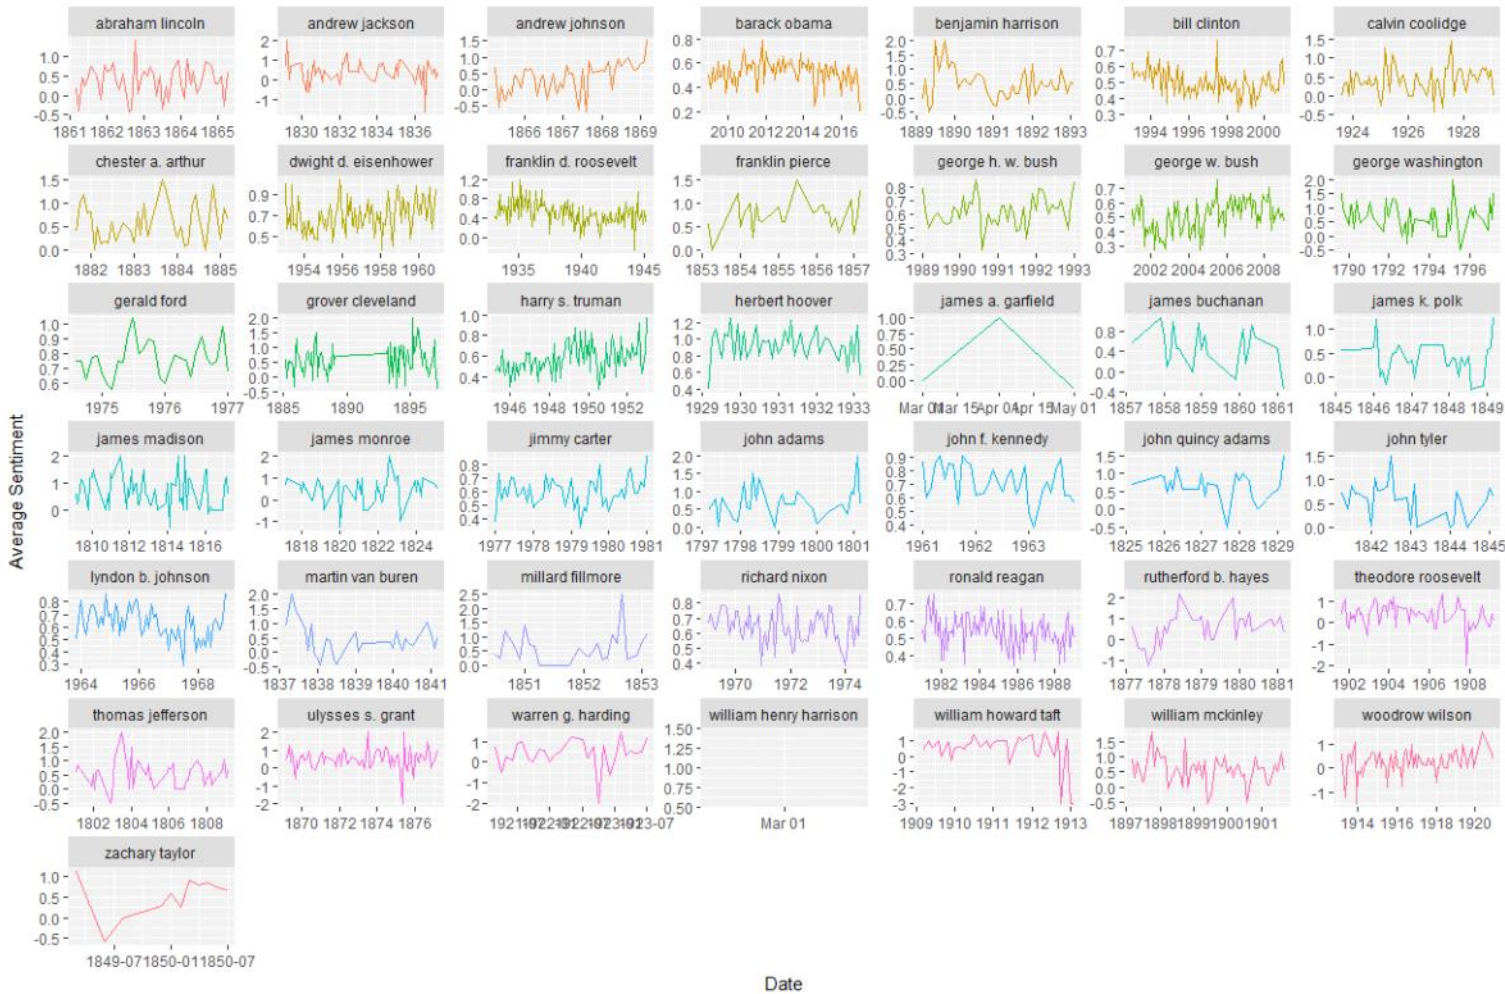 abraham lincoln andrew jackson andrew johnson barack obama benjamin harrison bill clinton calvin coolidge
1.0 0.5 0.0 -0.5 2 1 0 -1 1.5 1.0 0.5 0.0 -0.5 0.8 0.6 0.4 0.2 2.0 1.5 1.0 0.5 0.0 -0.5 0.7 0.6 0.5 0.4 0.3 1.5 1.0 0.5 0.0
1861 1862 1863 1864 1865 1830 1832 1834 1836 1866 1867 1868 1869 2010 2012 2014 2016 1889 1890 1891 1892 1893 1994 1996 1998 2000 1924 1926 1928
chester a. arthur dwight d. eisenhower franklin d. roosevelt franklin pierce george h. w. bush george w. bush george washington
1.5 1.0 0.5 0.0 0.9 0.7 0.5 1.2 0.8 0.4 0.0 1.5 1.0 0.5 0.0 0.8 0.7 0.6 0.5 0.4 0.3 0.7 0.6 0.5 0.4 0.3 2.0 1.5 1.0 0.5 0.0 -0.5
1882 1883 1884 1885 1954 1956 1958 1960 1935 1940 1945 1853 1854 1855 1856 1857 1989 1990 1991 1992 1993 2002 2004 2006 2008 1790 1792 1794 1796
gerald ford grover cleveland harry s. truman herbert hoover james a. garfield james buchanan james k. polk
1.0 0.9 0.8 0.7 0.6 2.0 1.5 1.0 0.5 0.0 -0.5 1.0 0.8 0.6 0.4 1.2 1.0 0.8 0.6 0.4 1.00 0.75 0.50 0.25 0.00 0.8 0.4 0.0 -0.4 1.0 0.5 0.0
1975 1976 1977 1885 1890 1895 1946 1948 1950 1952 1929 1930 1931 1932 1933 Mar 01 Mar 15 Apr 01 Apr 15 May 01 1857 1858 1859 1860 1861 1845 1846 1847 1848 1849
james madison james monroe jimmy carter john adams john f. kennedy john quincy adams john tyler
2 1 0 2 1 0 -1 0.8 0.7 0.6 0.5 0.4 2.0 1.5 1.0 0.5 0.0 0.9 0.8 0.7 0.6 0.5 0.4 1.5 1.0 0.5 0.0 -0.5 1.5 1.0 0.5 0.0
1810 1812 1814 1816 1818 1820 1822 1824 1977 1978 1979 1980 1981 1797 1798 1799 1800 1801 1961 1962 1963 1825 1826 1827 1828 1829 1842 1843 1844 1845
Average Sentiment
lyndon b. johnson martin van buren millard fillmore richard nixon ronald reagan rutherford b. hayes theodore roosevelt
0.8 0.7 0.6 0.5 0.4 0.3 2.0 1.5 1.0 0.5 0.0 -0.5 2.5 2.0 1.5 1.0 0.5 0.0 0.8 0.7 0.6 0.5 0.4 0.7 0.6 0.5 0.4 2 1 0 -1 1 0 -1 -2
1964 1966 1968 1837 1838 1839 1840 1841 1851 1852 1853 1970 1972 1974 1982 1984 1986 1988 1877 1878 1879 1880 1881 1902 1904 1906 1908
thomas jefferson ulysses s. grant warren g. harding william henry harrison william howard taft william mckinley woodrow wilson
2.0 1.5 1.0 0.5 0.0 -0.5 2 1 0 -1 -2 1 0 -1 -2 1.50 1.25 1.00 0.75 0.50 1 0 -1 -2 -3 1.5 1.0 0.5 0.0 -0.5 1 0 -1
1802 1804 1806 1808 1870 1872 1874 1876 Mar 01 1909 1910 1911 1912 1913 1897 1898 1899 1900 1901 1914 1916 1918 1920
zachary taylor
1.0 0.5 0.0 -0.5
1849-07 1850-01 1850-07
Date